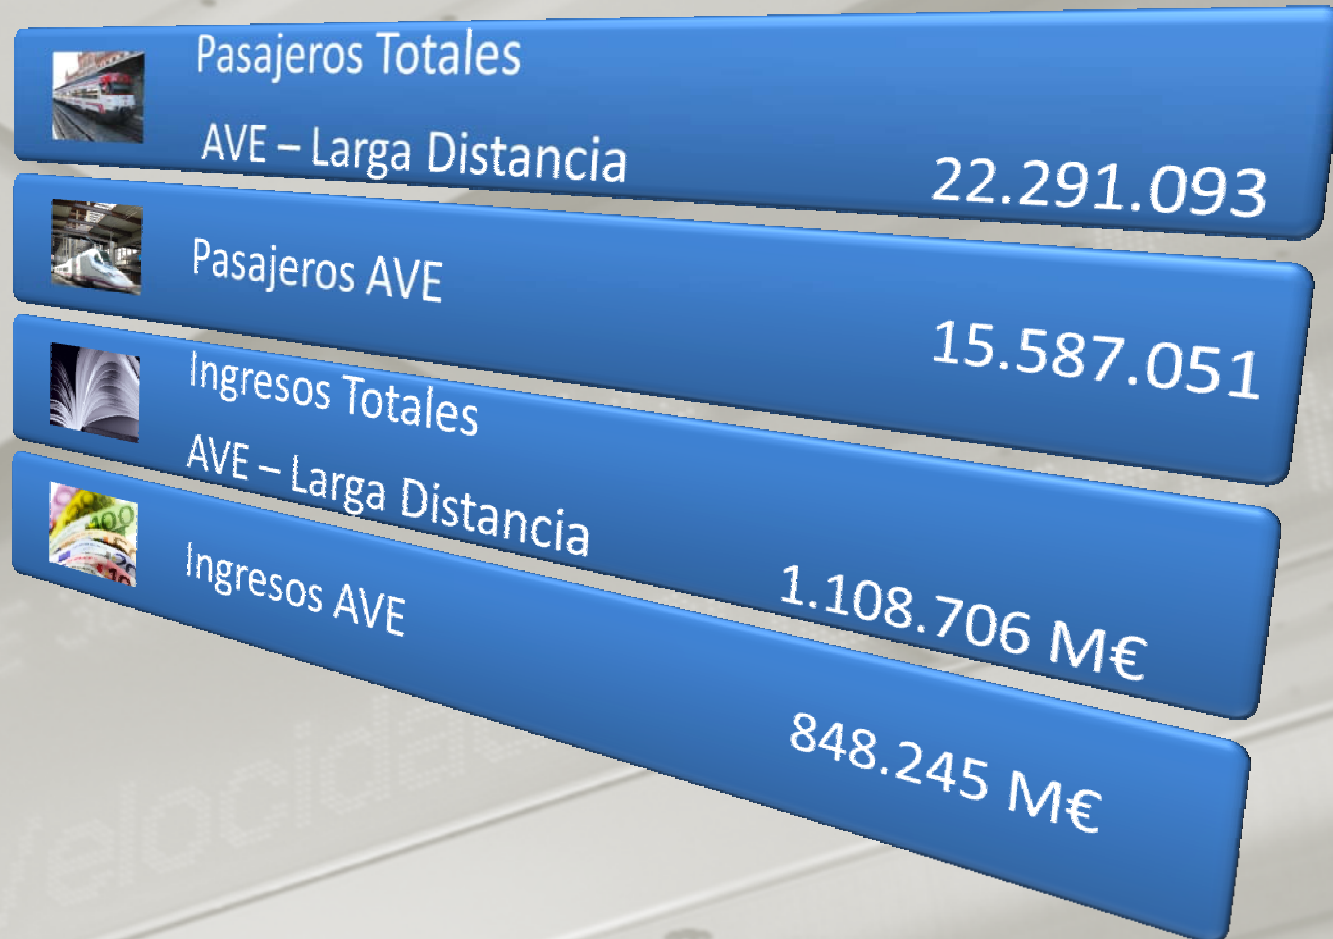 Pasajeros Totales
AVE – Larga Distancia
22.291.093
Pasajeros AVE
15.587.051
Ingresos Totales
AVE – Larga Distancia
1.108.706 M€
Ingresos AVE
848.245 M€
100